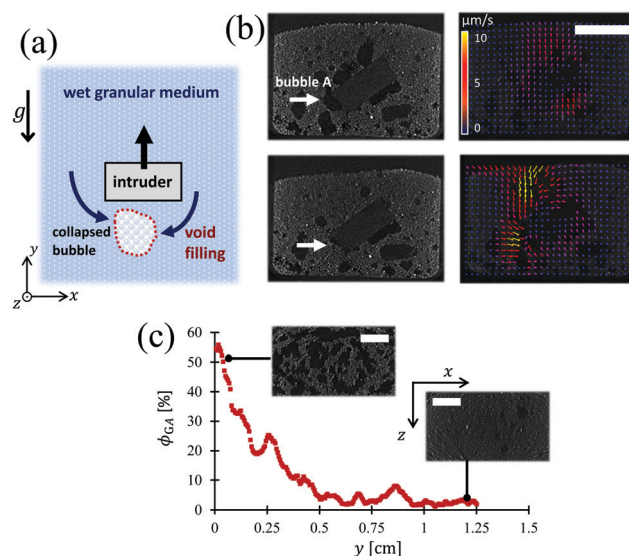 (a)
g
wet granular medium
intruder
collapsed
bubble
void
filling
y
z
x
(b)
bubble A
μm/s
10
5
0
(c)
ϕGA [%]
60
50
40
30
20
10
0
x
z
0
0.25
0.5
0.75
1
1.25
1.5
y [cm]